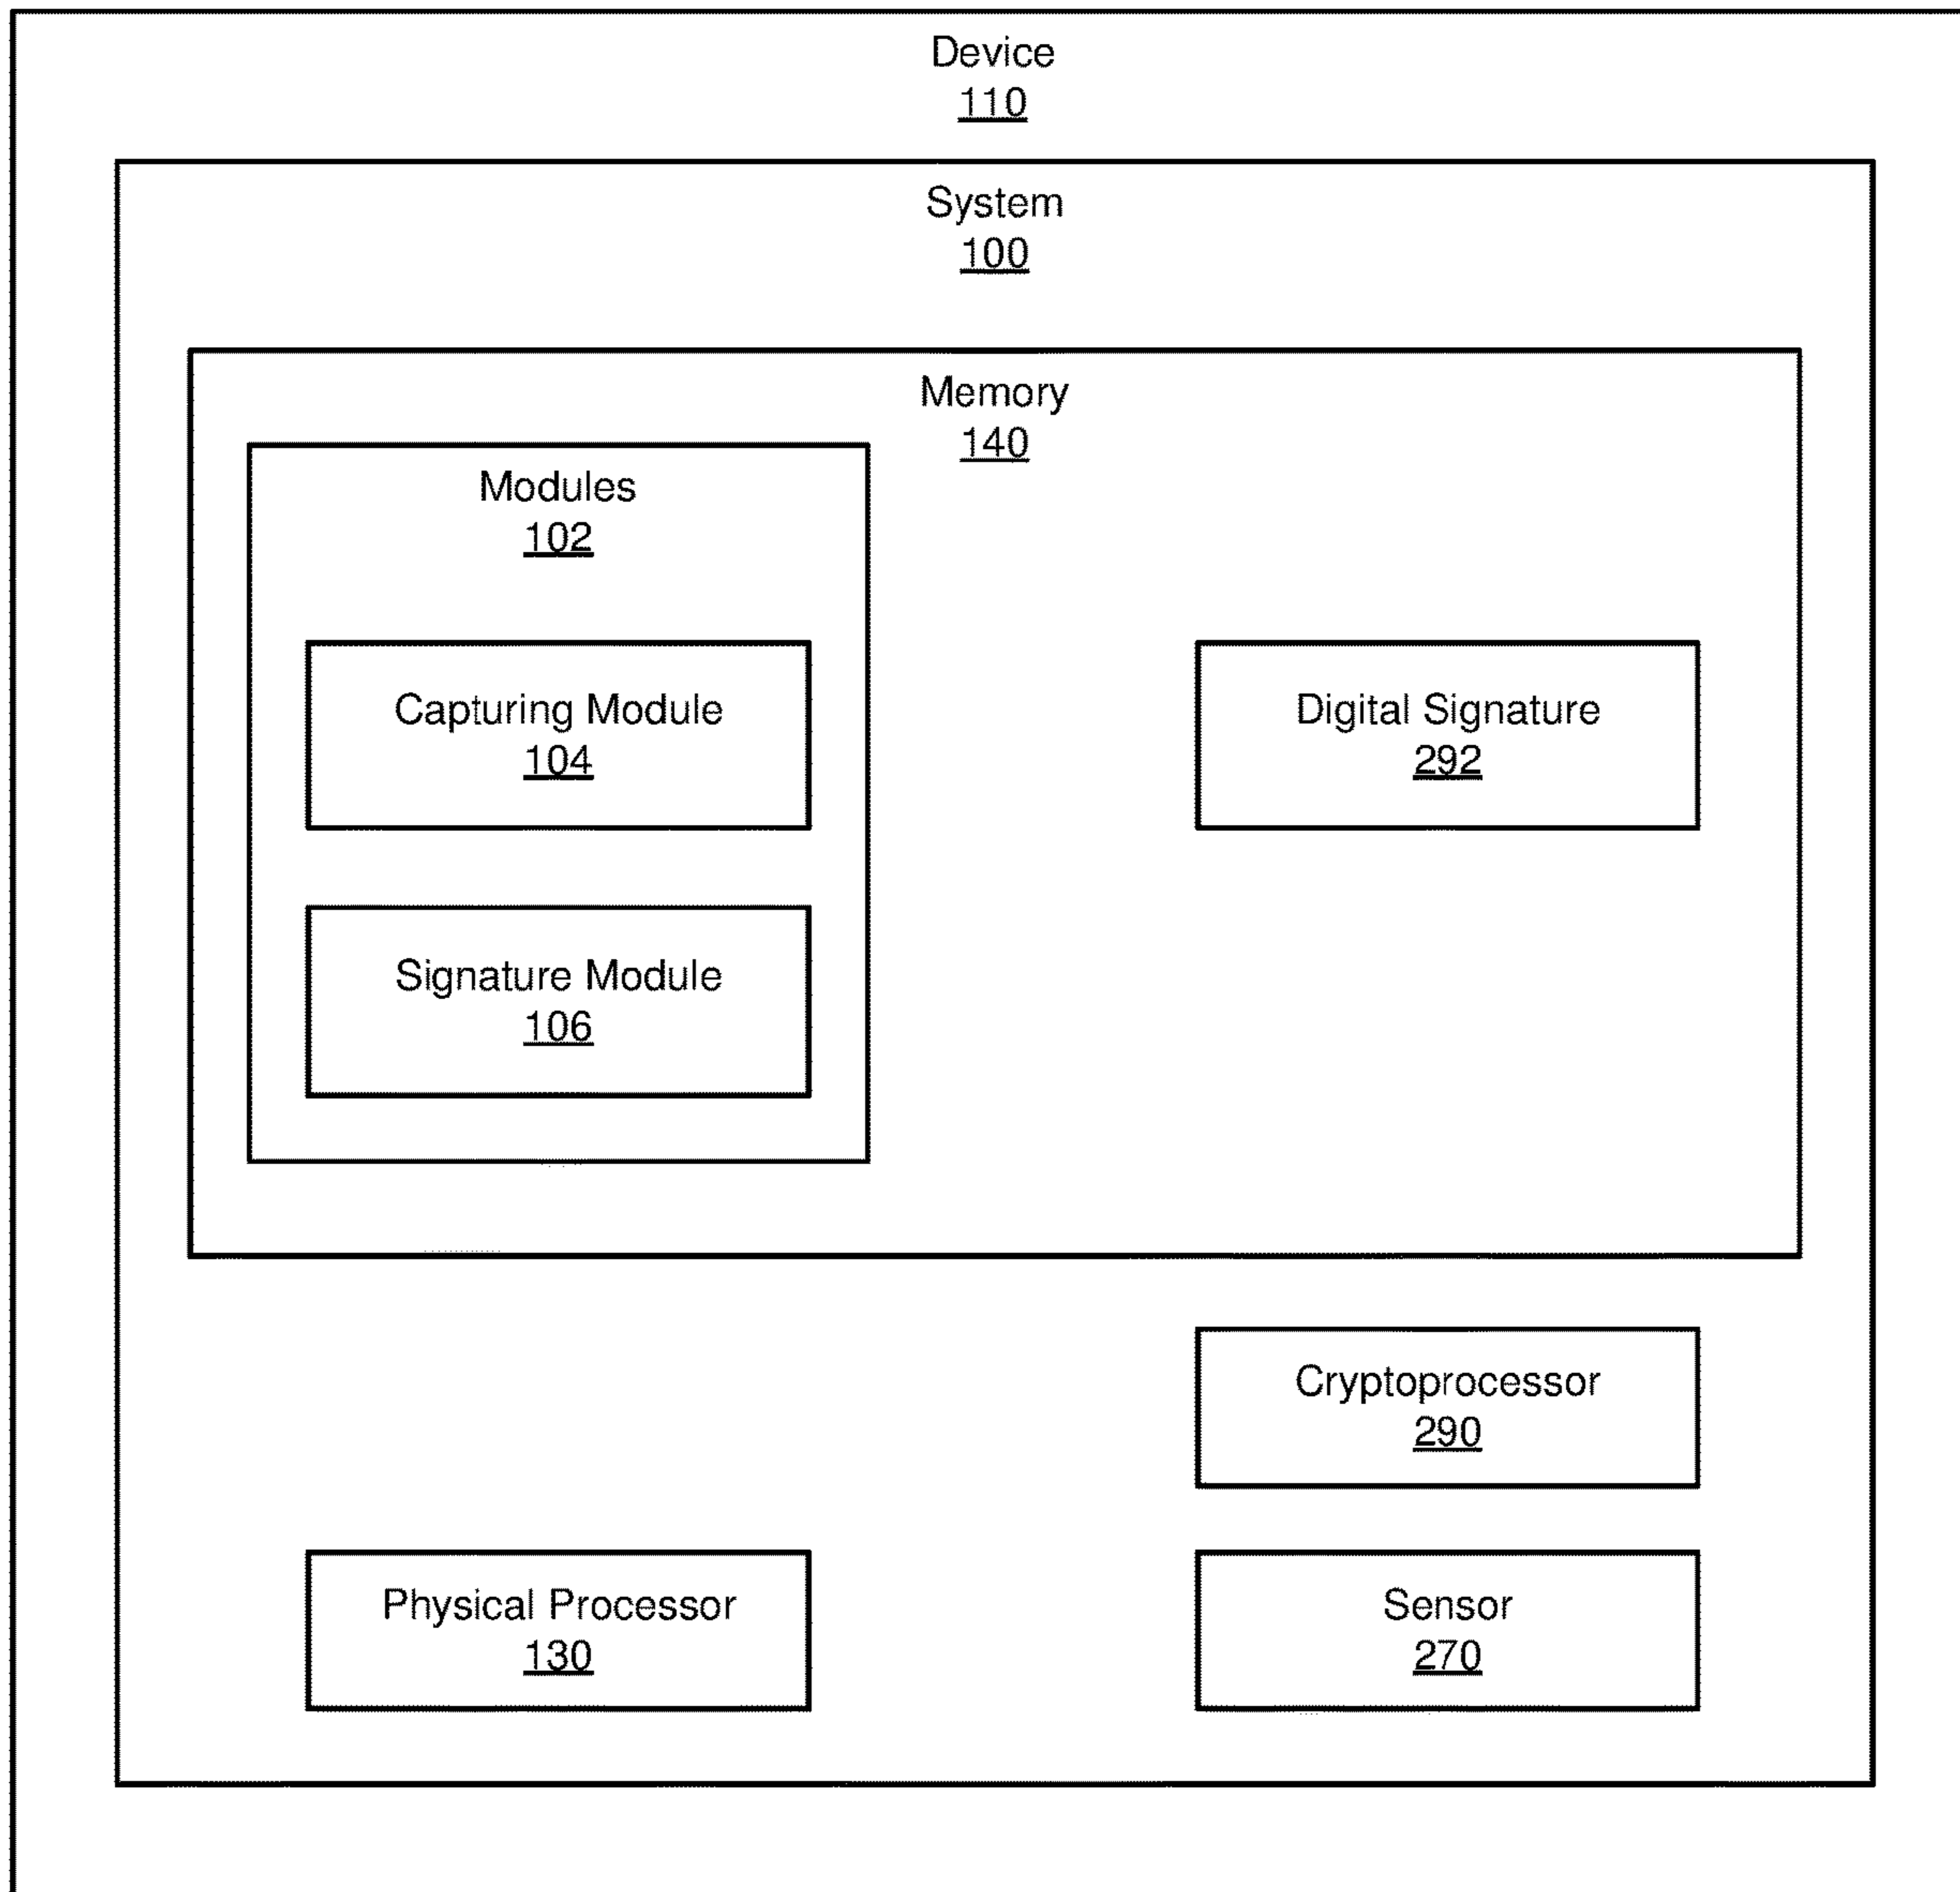 Device
110
System
100
Memory
140
Modules
102
Capturing Module
104
Digital Signature
292
Signature Module
106
Cryptoprocessor
290
Physical Processor
130
Sensor
270